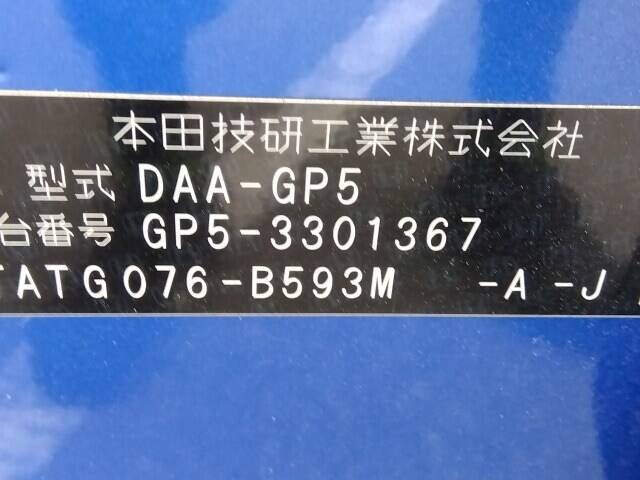 本田技研工業株式会社
型式 DAA-GP5
台番号 GP5-3301367
TATG076-B593M -A -J